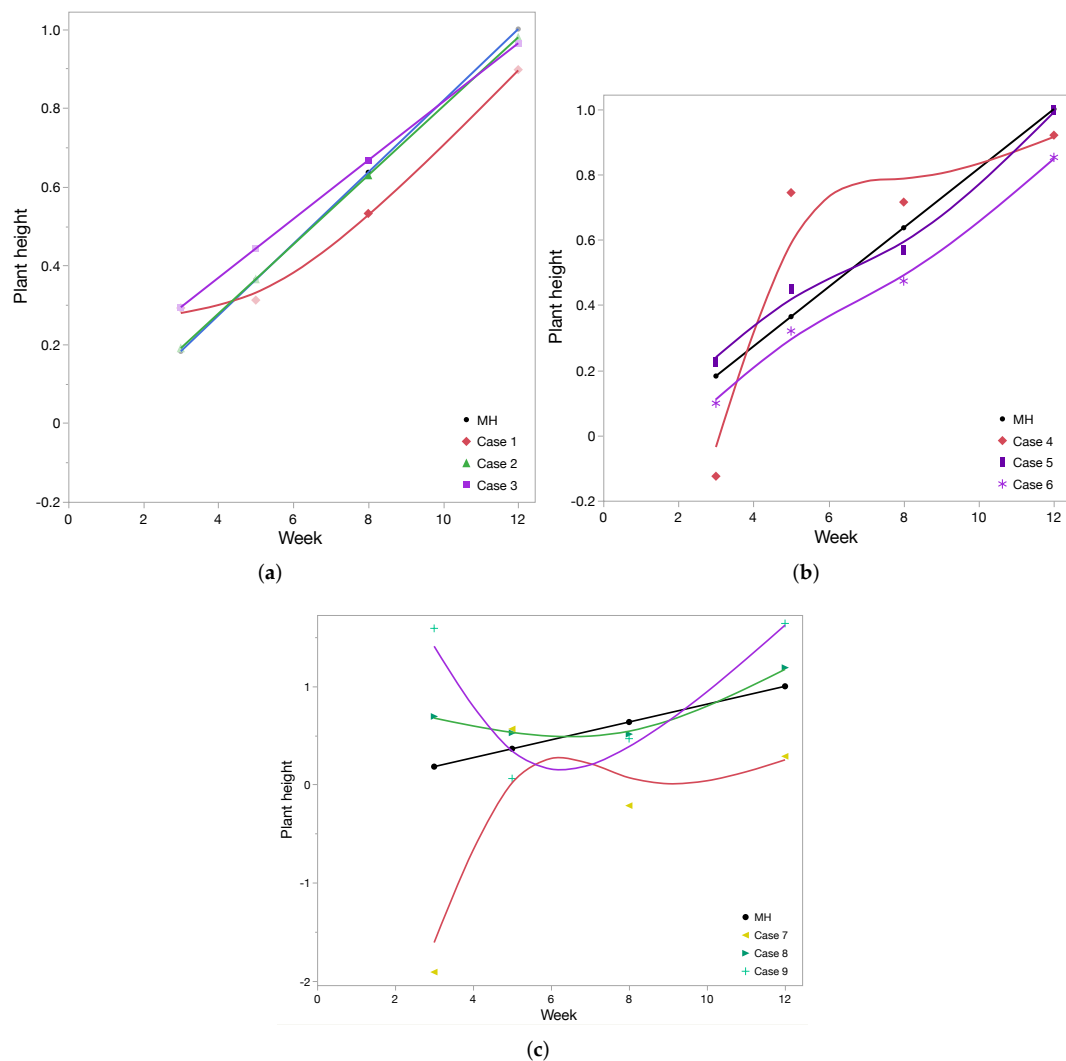 1.0
0.8
0.6
0.4
0.2
0
-0.2
Plant height
0 2 4 6 8 10 12
Week
MH
Case 1
Case 2
Case 3
(a)
1.0
0.8
0.6
0.4
0.2
0
-0.2
Plant height
0 2 4 6 8 10 12
Week
MH
Case 4
Case 5
Case 6
(b)
1
0
-1
-2
Plant height
0 2 4 6 8 10 12
Week
MH
Case 7
Case 8
Case 9
(c)